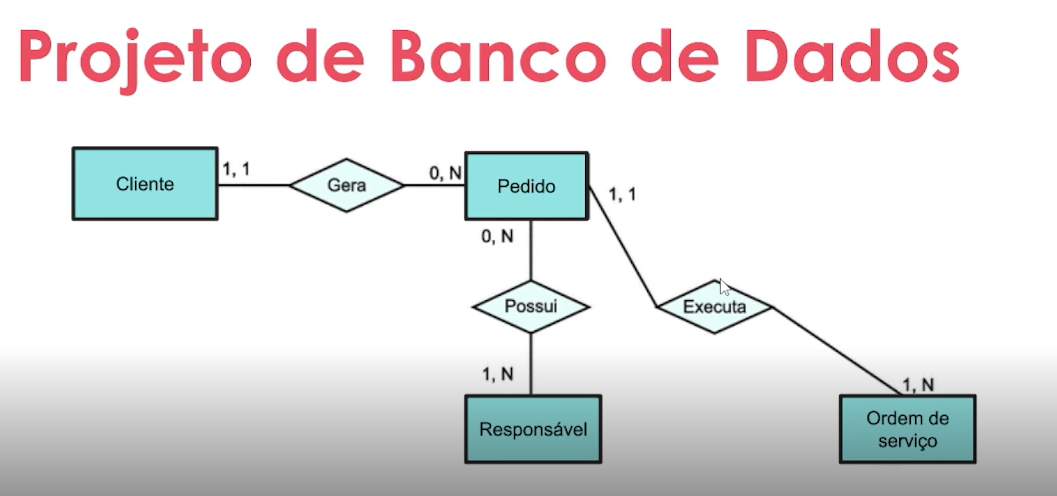 Projeto de Banco de Dados
Cliente
1, 1
Gera
0, N
Pedido
1, 1
0, N
Possui
Executa
1, N
Responsável
1, N
Ordem de
serviço